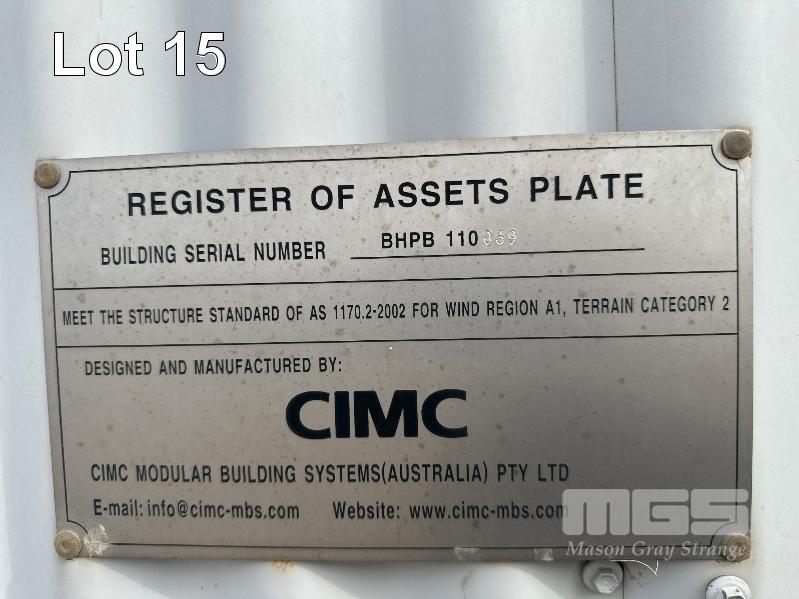 Lot 15
REGISTER OF ASSETS PLATE
BUILDING SERIAL NUMBER BHPB 110069
MEET THE STRUCTURE STANDARD OF AS 1170.2-2002 FOR WIND REGION A1, TERRAIN CATEGORY 2
DESIGNED AND MANUFACTURED BY:
CIMC
CIMC MODULAR BUILDING SYSTEMS(AUSTRALIA) PTY LTD
E-mail: info@cimc-mbs.com Website: www.cimc-mbs.com
MGS
Mason Gray Strange